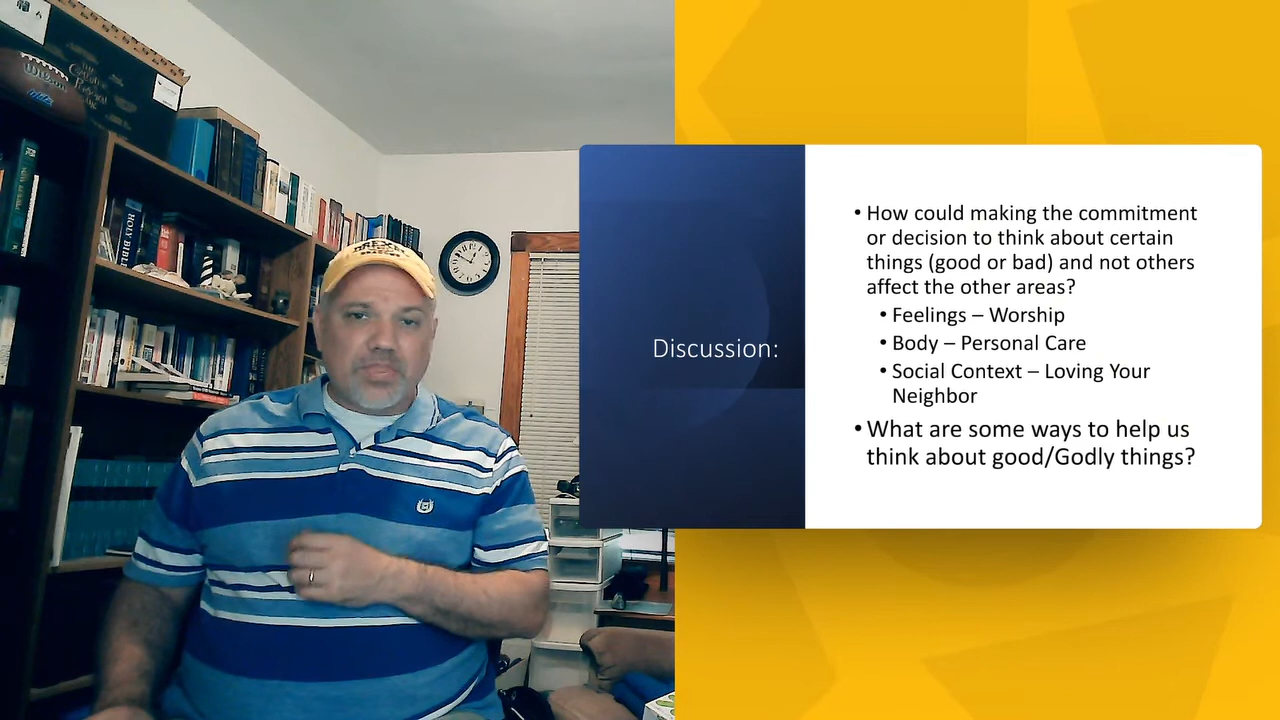 Wilson
HOLY BIBLE
Discussion:
• How could making the commitment
or decision to think about certain
things (good or bad) and not others
affect the other areas?
• Feelings – Worship
• Body – Personal Care
• Social Context – Loving Your
Neighbor
• What are some ways to help us
think about good/Godly things?